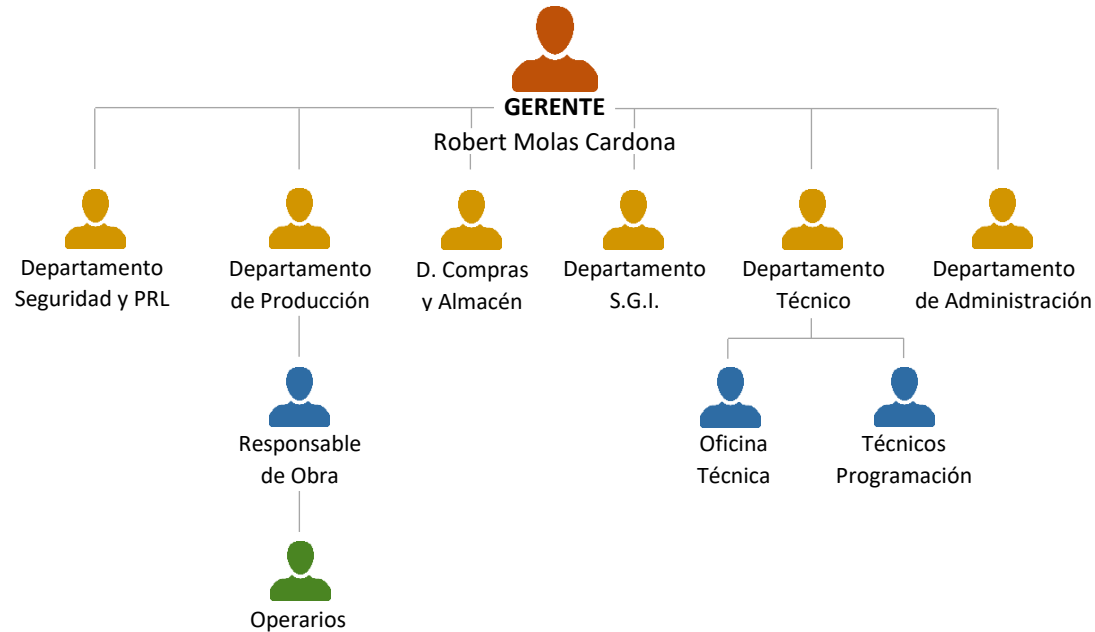 GERENTE
Robert Molas Cardona
Departamento
Seguridad y PRL
Departamento
de Producción
D. Compras
y Almacén
Departamento
S.G.I.
Departamento
Técnico
Departamento
de Administración
Responsable
de Obra
Oficina
Técnica
Técnicos
Programación
Operarios